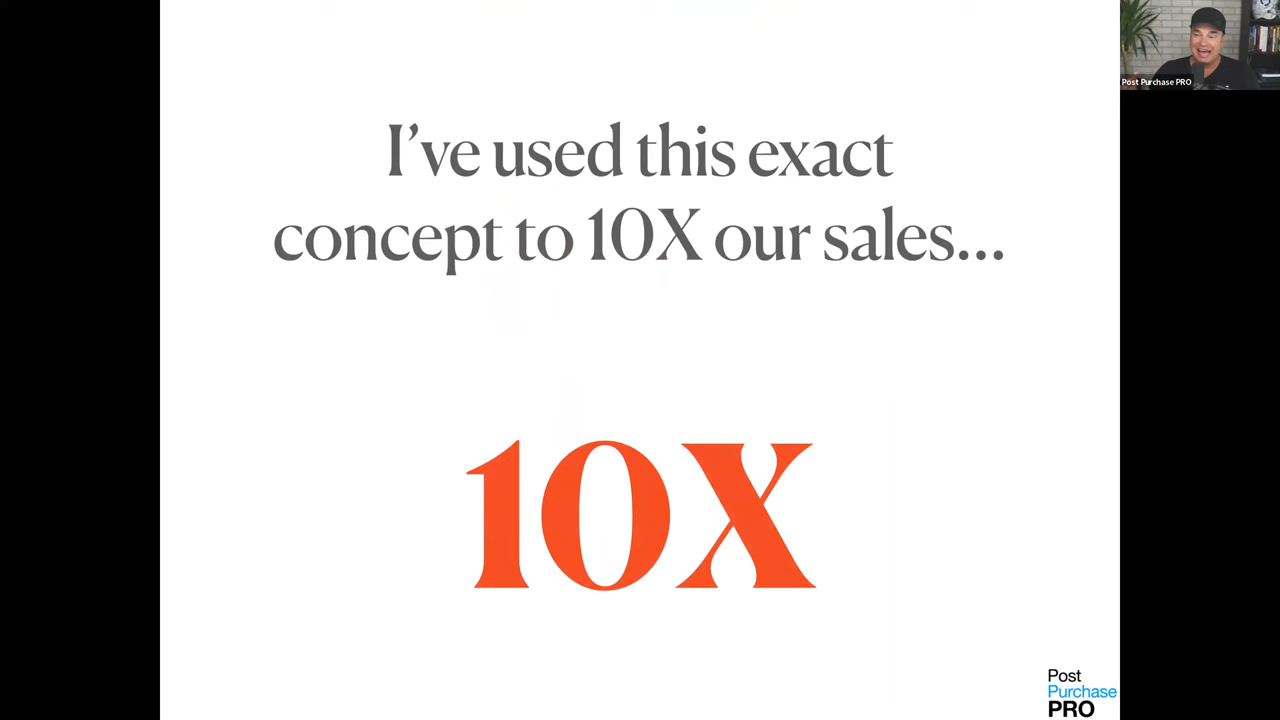 I’ve used this exact
concept to 10X our sales...
10X
Post Purchase PRO
Post
Purchase
PRO